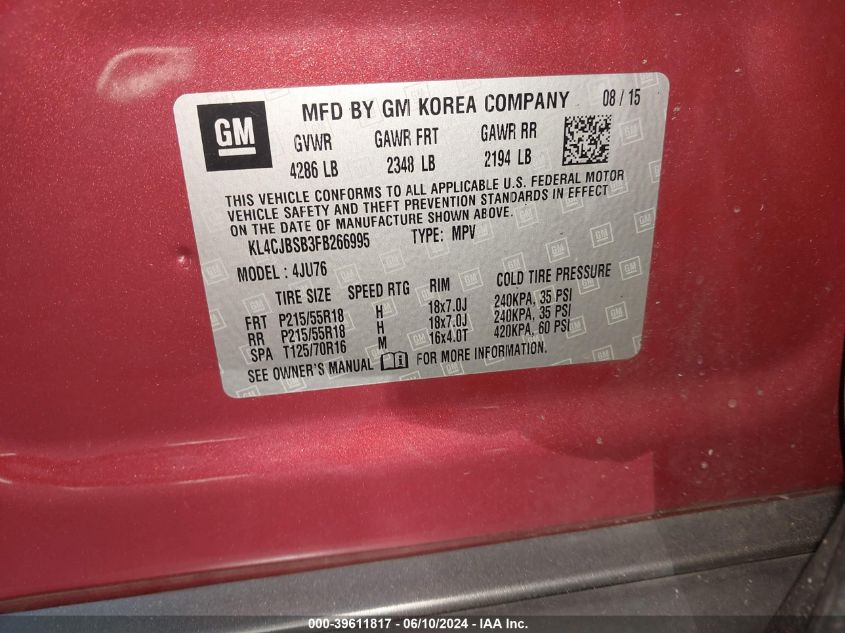 GM
MFD BY GM KOREA COMPANY 08 / 15
GVWR GAWR FRT GAWR RR
4286 LB 2348 LB 2194 LB
THIS VEHICLE CONFORMS TO ALL APPLICABLE U.S. FEDERAL MOTOR
VEHICLE SAFETY AND THEFT PREVENTION STANDARDS IN EFFECT
ON THE DATE OF MANUFACTURE SHOWN ABOVE.
KL4CJBSB3FB266995 TYPE: MPV
MODEL : 4JU76
TIRE SIZE SPEED RTG RIM COLD TIRE PRESSURE
FRT P215/55R18 H 18x7.0J 240KPA, 35 PSI
RR P215/55R18 H 18x7.0J 240KPA, 35 PSI
SPA T125/70R16 M 16x4.0T 420KPA, 60 PSI
SEE OWNER'S MANUAL FOR MORE INFORMATION.
000-39611817 - 06/10/2024 - IAA Inc.